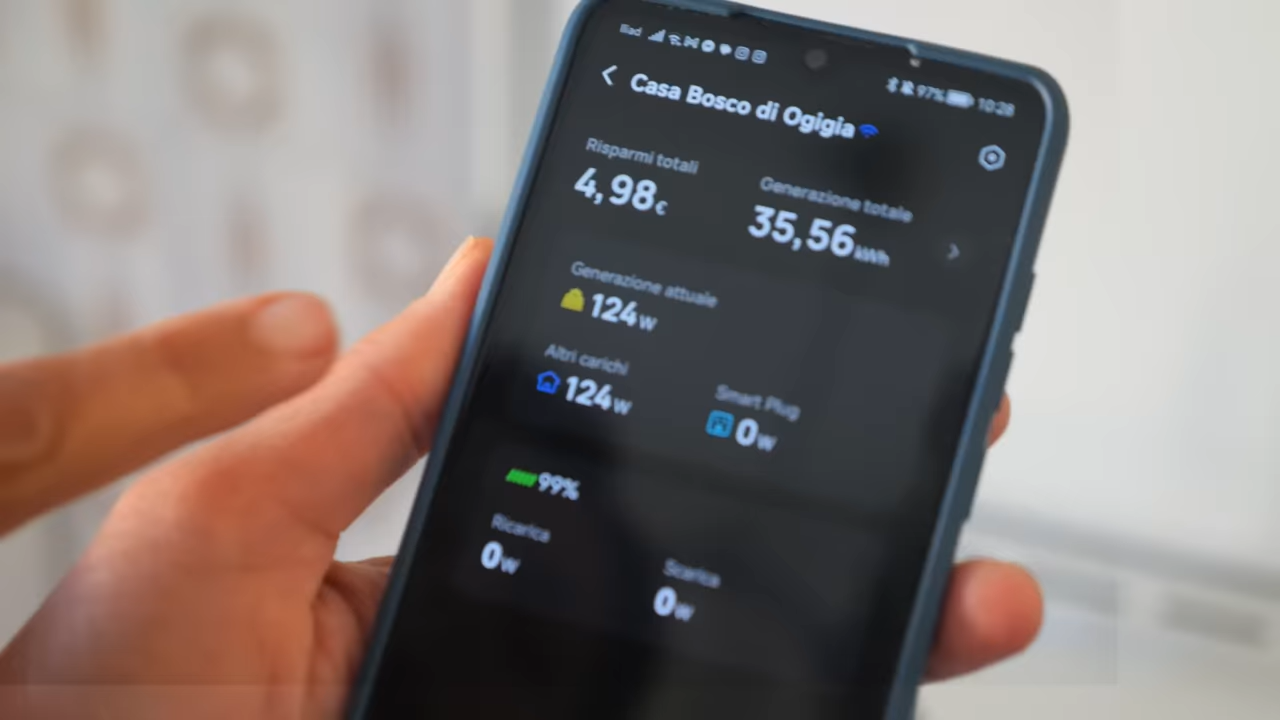 Iliad 97% 10:28
Casa Bosco di Ogigia
Risparmi totali
4,98€
Generazione totale
35,56kWh
Generazione attuale
124W
Altri carichi
124W
Smart Plug
0W
99%
Ricarica
0W
Scarica
0W